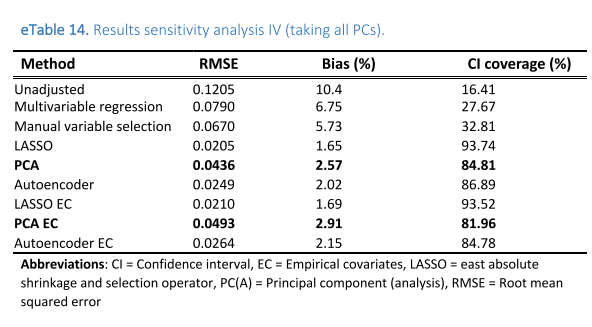 eTable 14. Results sensitivity analysis IV (taking all PCs).
Method RMSE Bias (%) CI coverage (%)
Unadjusted 0.1205 10.4 16.41
Multivariable regression 0.0790 6.75 27.67
Manual variable selection 0.0670 5.73 32.81
LASSO 0.0205 1.65 93.74
PCA 0.0436 2.57 84.81
Autoencoder 0.0249 2.02 86.89
LASSO EC 0.0210 1.69 93.52
PCA EC 0.0493 2.91 81.96
Autoencoder EC 0.0264 2.15 84.78
Abbreviations: CI = Confidence interval, EC = Empirical covariates, LASSO = east absolute
shrinkage and selection operator, PC(A) = Principal component (analysis), RMSE = Root mean
squared error